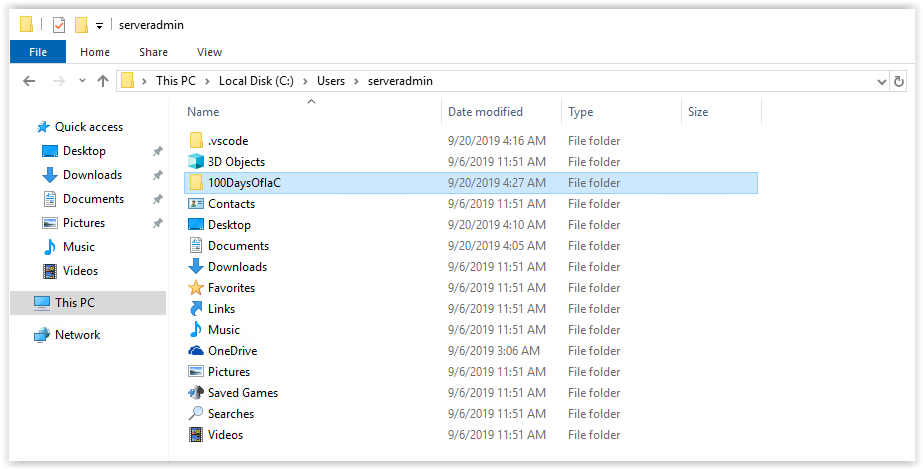 serveradmin
File Home Share View
This PC Local Disk (C:) Users serveradmin
Name Date modified Type Size
Quick access
Desktop
Downloads
Documents
Pictures
Music
Videos
This PC
Network
.vscode 9/20/2019 4:16 AM File folder
3D Objects 9/6/2019 11:51 AM File folder
100DaysOfIaC 9/20/2019 4:27 AM File folder
Contacts 9/6/2019 11:51 AM File folder
Desktop 9/20/2019 4:10 AM File folder
Documents 9/20/2019 4:05 AM File folder
Downloads 9/6/2019 11:51 AM File folder
Favorites 9/6/2019 11:51 AM File folder
Links 9/6/2019 11:51 AM File folder
Music 9/6/2019 11:51 AM File folder
OneDrive 9/6/2019 3:06 AM File folder
Pictures 9/6/2019 11:51 AM File folder
Saved Games 9/6/2019 11:51 AM File folder
Searches 9/6/2019 11:51 AM File folder
Videos 9/6/2019 11:51 AM File folder